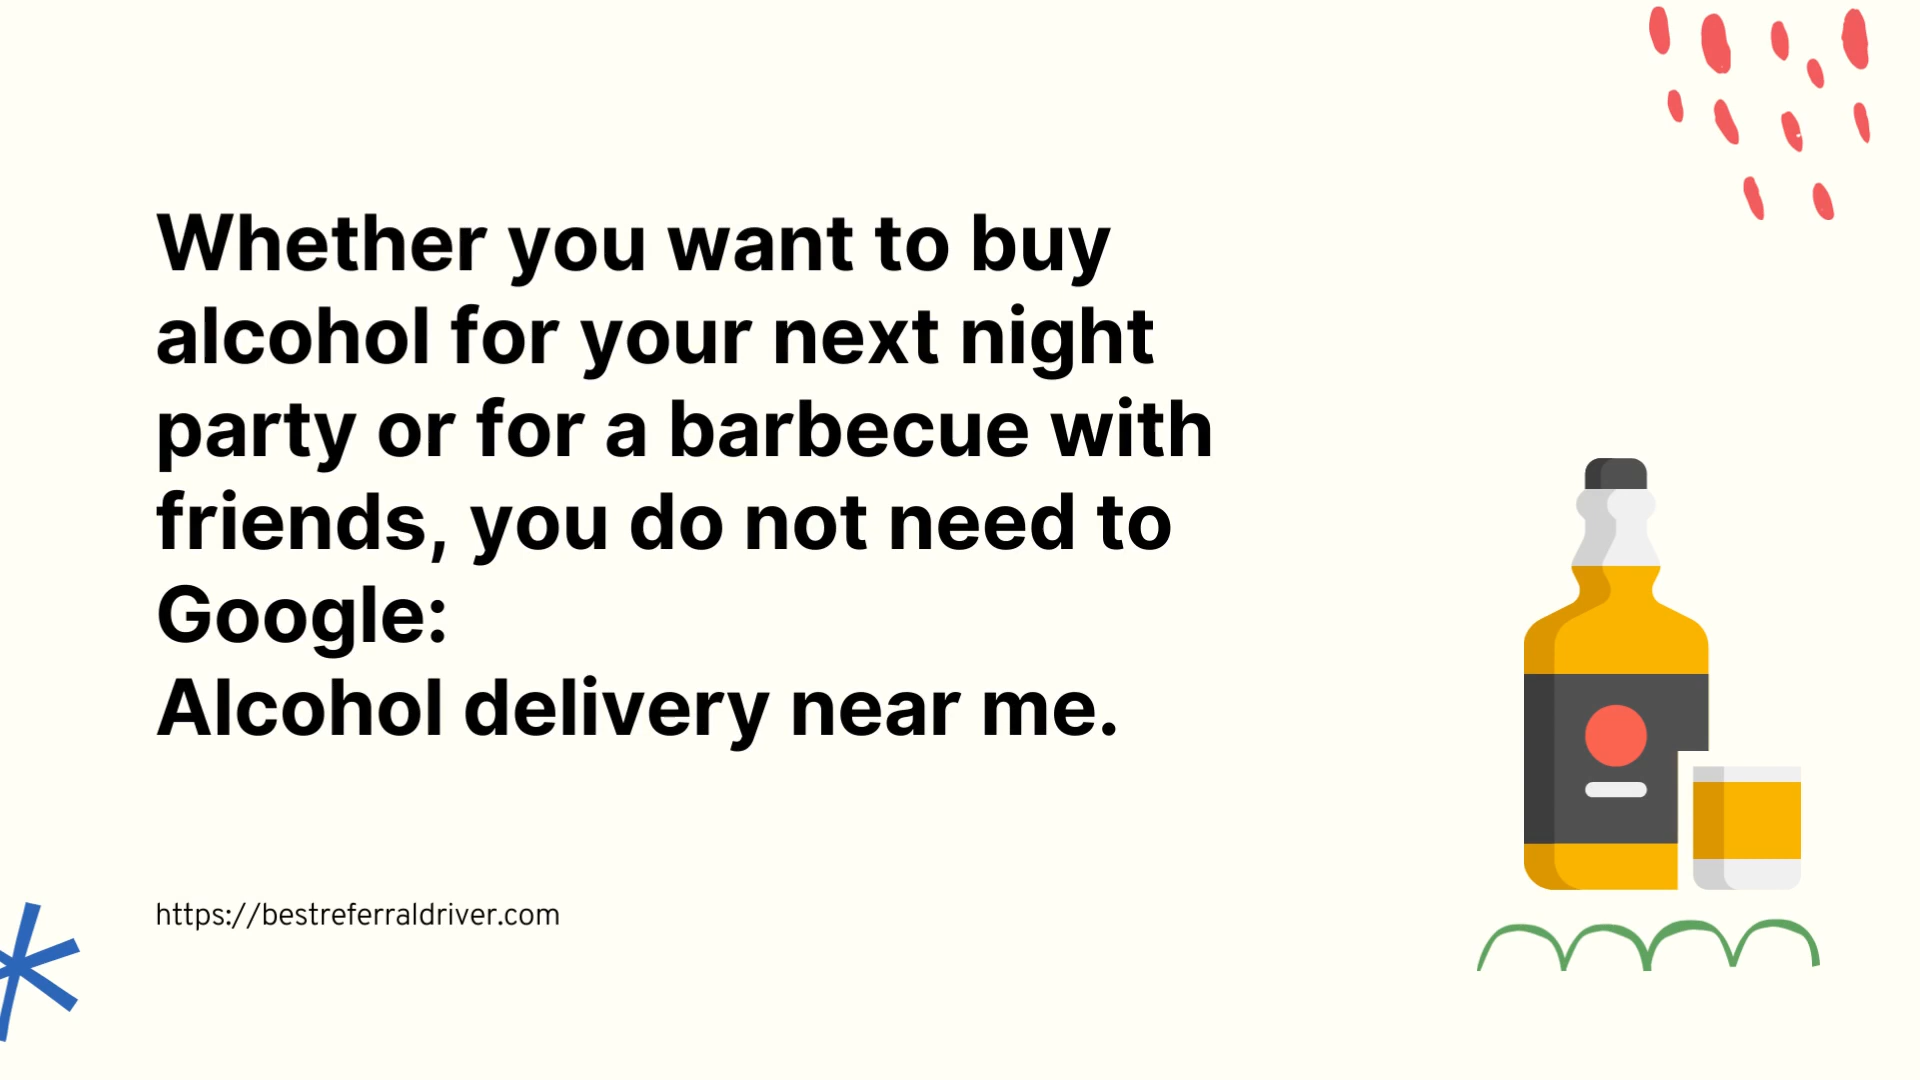 Whether you want to buy
alcohol for your next night
party or for a barbecue with
friends, you do not need to
Google:
Alcohol delivery near me.
https://bestreferraldriver.com